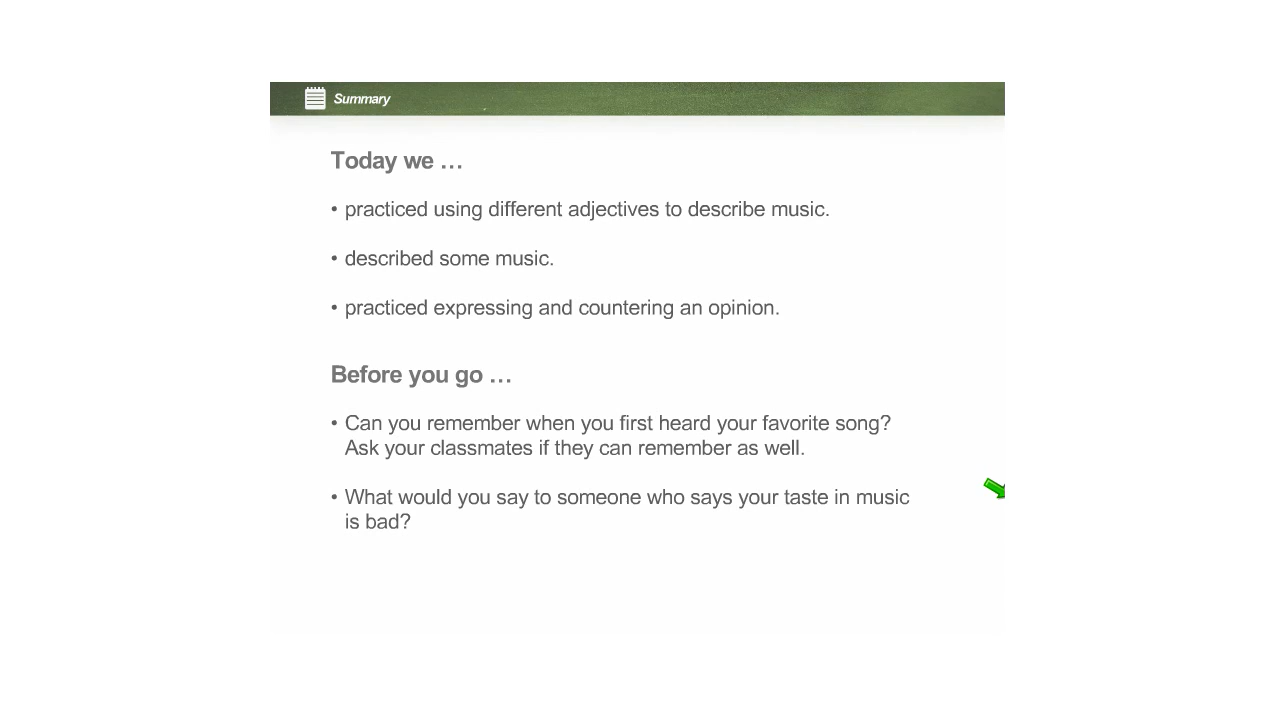 Summary
Today we …
• practiced using different adjectives to describe music.
• described some music.
• practiced expressing and countering an opinion.
Before you go …
• Can you remember when you first heard your favorite song?
Ask your classmates if they can remember as well.
• What would you say to someone who says your taste in music
is bad?